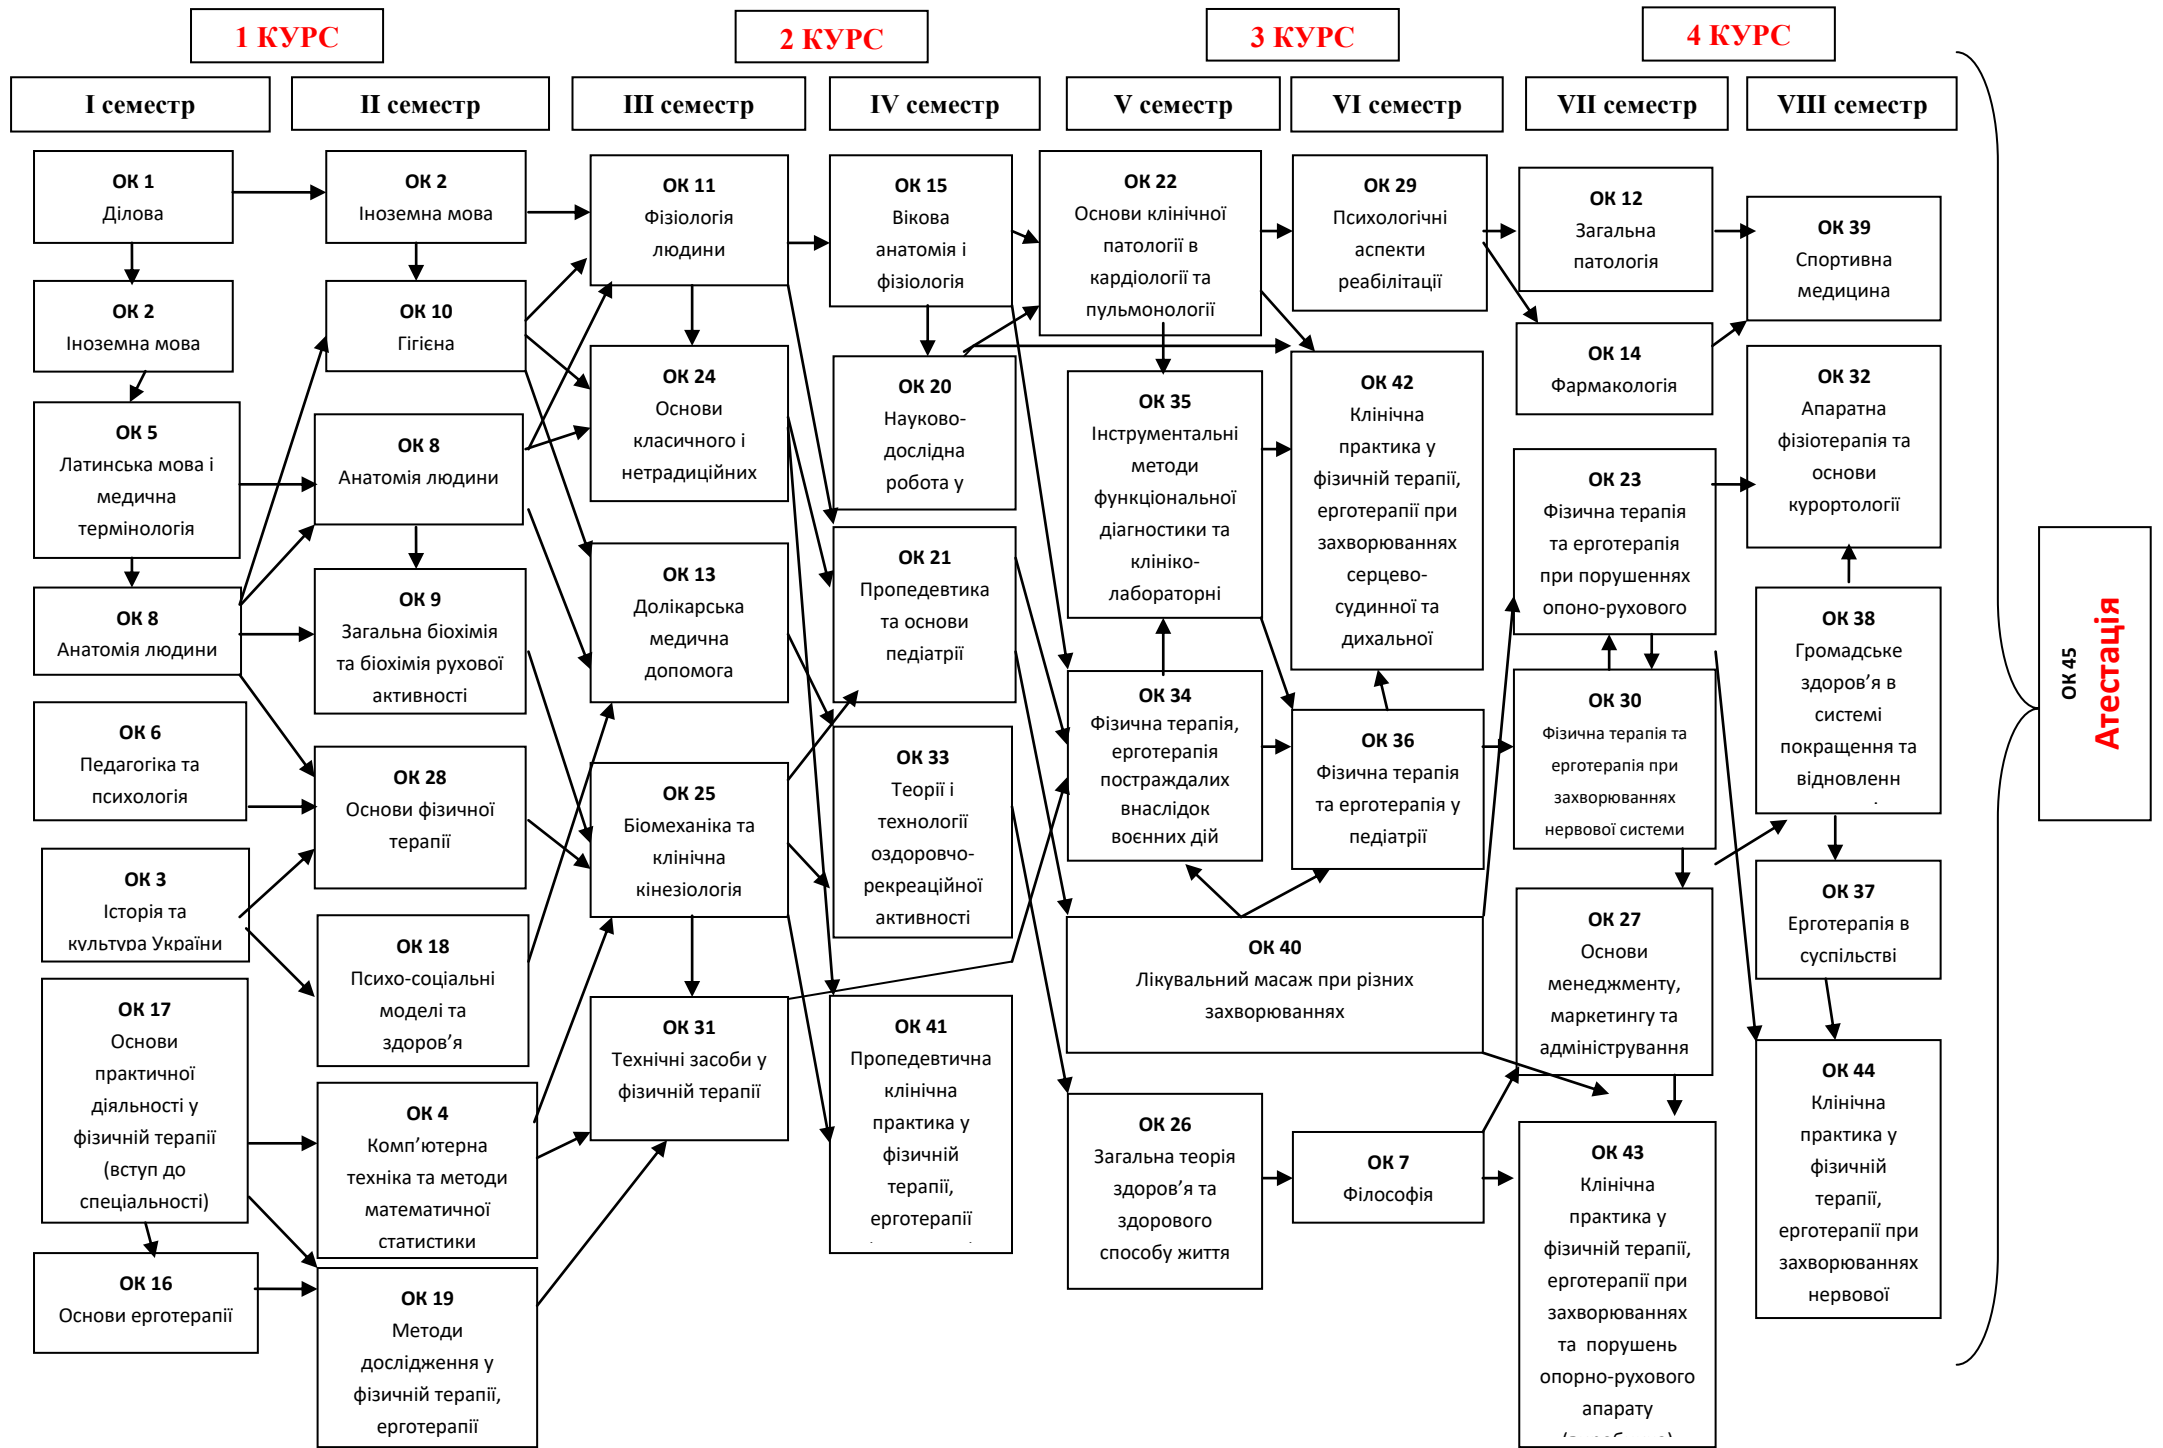 1 КУРС
2 КУРС
3 КУРС
4 КУРС
I семестр
II семестр
III семестр
IV семестр
V семестр
VI семестр
VII семестр
VIII семестр
ОК 1
Ділова
ОК 2
Іноземна мова
ОК 5
Латинська мова і
медична
термінологія
ОК 8
Анатомія людини
ОК 6
Педагогіка та
психологія
ОК 3
Історія та
культура України
ОК 17
Основи
практичної
діяльності у
фізичній терапії
(вступ до
спеціальності)
ОК 16
Основи ерготерапії
ОК 2
Іноземна мова
ОК 10
Гігієна
ОК 8
Анатомія людини
ОК 9
Загальна біохімія
та біохімія рухової
активності
ОК 28
Основи фізичної
терапії
ОК 18
Психо-соціальні
моделі та
здоров’я
ОК 4
Комп’ютерна
техніка та методи
математичної
статистики
ОК 19
Методи
дослідження у
фізичній терапії,
ерготерапії
ОК 11
Фізіологія
людини
ОК 24
Основи
класичного і
нетрадиційних
ОК 13
Долікарська
медична
допомога
ОК 25
Біомеханіка та
клінічна
кінезіологія
ОК 31
Технічні засоби у
фізичній терапії
ОК 15
Вікова
анатомія і
фізіологія
ОК 20
Науково-
дослідна
робота у
ОК 21
Пропедевтика
та основи
педіатрії
ОК 33
Теорії і
технології
оздоровчо-
рекреаційної
активності
ОК 41
Пропедевтична
клінічна
практика у
фізичній
терапії,
ерготерапії
ОК 22
Основи клінічної
патології в
кардіології та
пульмонології
ОК 35
Інструментальні
методи
функціональної
діагностики та
клініко-
лабораторні
ОК 34
Фізична терапія,
ерготерапія
постраждалих
внаслідок
воєнних дій
ОК 40
Лікувальний масаж при різних
захворюваннях
ОК 26
Загальна теорія
здоров’я та
здорового
способу життя
ОК 29
Психологічні
аспекти
реабілітації
ОК 42
Клінічна
практика у
фізичній терапії,
ерготерапії при
захворюваннях
серцево-
судинної та
дихальної
ОК 36
Фізична терапія
та ерготерапія у
педіатрії
ОК 7
Філософія
ОК 12
Загальна
патологія
ОК 14
Фармакологія
ОК 23
Фізична терапія
та ерготерапія
при порушеннях
опоно-рухового
ОК 30
Фізична терапія та
ерготерапія при
захворюваннях
нервової системи
ОК 27
Основи
менеджменту,
маркетингу та
адміністрування
ОК 43
Клінічна
практика у
фізичній терапії,
ерготерапії при
захворюваннях
та порушень
опорно-рухового
апарату
ОК 39
Спортивна
медицина
ОК 32
Апаратна
фізіотерапія та
основи
курортології
ОК 38
Громадське
здоров’я в
системі
покращення та
відновленн
ОК 37
Ерготерапія в
суспільстві
ОК 44
Клінічна
практика у
фізичній
терапії,
ерготерапії при
захворюваннях
нервової
ОК 45
Атестація